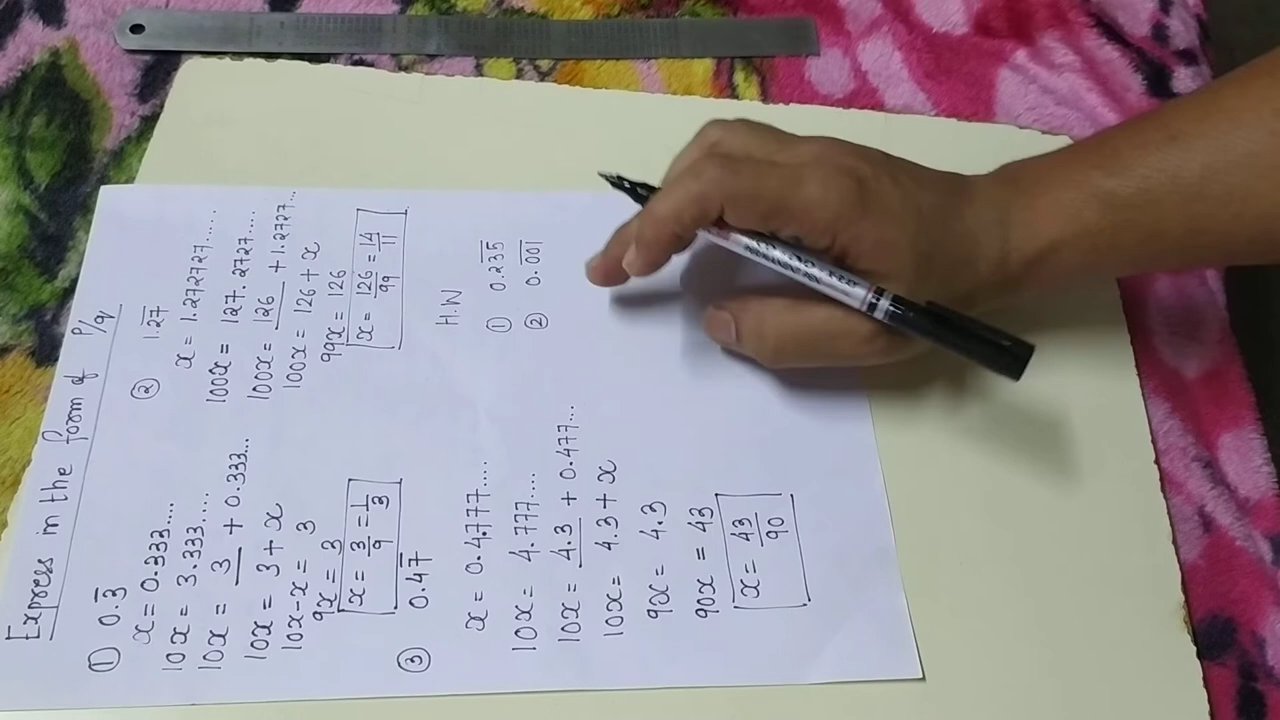 Express in the form of P/q
① 0.3̅
x = 0.333....
10x = 3.333.....
10x = 3 + 0.333...
10x = 3 + x
10x-x = 3
9x = 3
x = 3/9 = 1/3
② 1.2̅7̅
x = 1.272727......
100x = 127.2727....
100x = 126 + 1.2727...
100x = 126 + x
99x = 126
x = 126/99 = 14/11
③ 0.47̅
x = 0.4777.....
10x = 4.777....
10x = 4.3 + 0.477...
10x = 4.3 + x
9x = 4.3
90x = 43
x = 43/90
H.W
① 0.23̅5̅
② 0.0̅0̅1̅